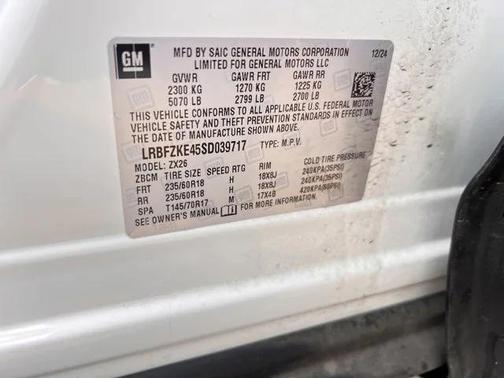 GM
MFD BY SAIC GENERAL MOTORS CORPORATION 12/24
LIMITED FOR GENERAL MOTORS LLC
GVWR GAWR FRT GAWR RR
2300 KG 1270 KG 1225 KG
5070 LB 2799 LB 2700 LB
THIS VEHICLE CONFORMS TO ALL APPLICABLE U.S. FEDERAL MOTOR
VEHICLE SAFETY, BUMPER, AND THEFT PREVENTION STANDARDS IN EFFECT ON
THE DATE OF MANUFACTURE SHOWN ABOVE.
LRBFZKE45SD039717 TYPE: M.P.V.
MODEL: ZX26
ZBCM TIRE SIZE SPEED RTG RIM COLD TIRE PRESSURE
FRT 235/60R18 H 18X8J 240KPA(35PSI)
RR 235/60R18 H 18X8J 240KPA(35PSI)
SPA T145/70R17 M 17X4B 420KPA(60PSI)
SEE OWNER'S MANUAL FOR MORE INFORMATION